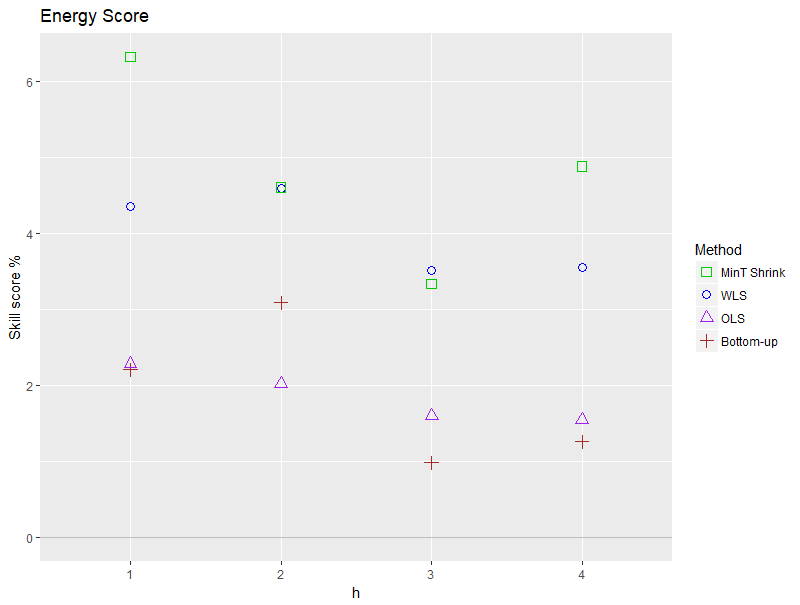 Energy Score
6
4
2
0
Skill score %
1 2 3 4
h
Method
MinT Shrink
WLS
OLS
Bottom-up